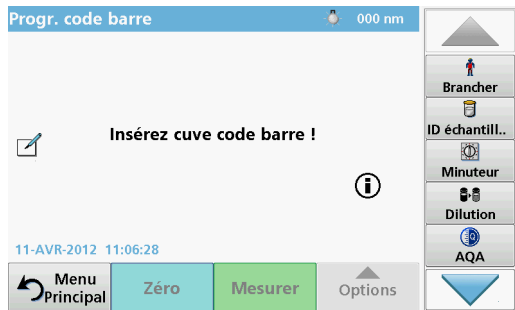 Progr. code barre
000 nm
Insérez cuve code barre !
11-AVR-2012 11:06:28
Menu
Principal
Zéro
Mesurer
Options
Brancher
ID échantill..
Minuteur
Dilution
AQA